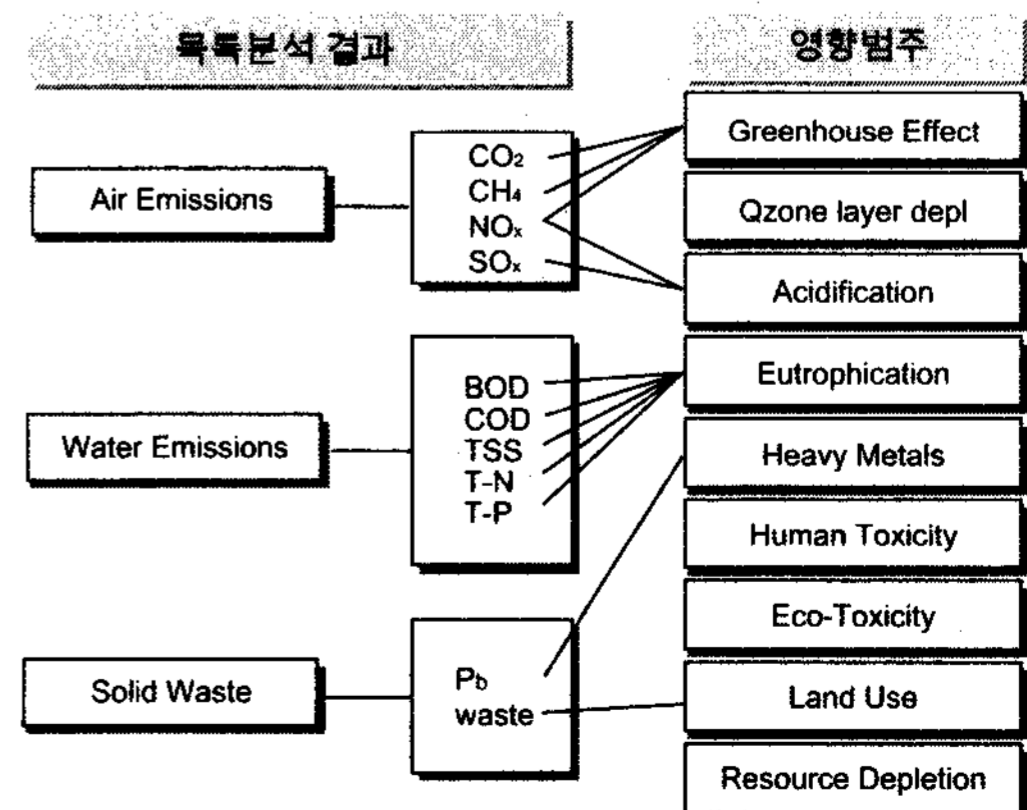 목록분석 결과
영향범주
Air Emissions
CO₂
CH₄
NOₓ
SOₓ
Water Emissions
BOD
COD
TSS
T-N
T-P
Solid Waste
Pb
waste
Greenhouse Effect
Qzone layer depl
Acidification
Eutrophication
Heavy Metals
Human Toxicity
Eco-Toxicity
Land Use
Resource Depletion